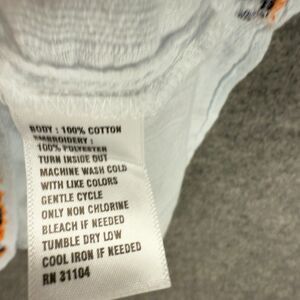 BODY : 100% COTTON
EMBROIDERY :
100% POLYESTER
TURN INSIDE OUT
MACHINE WASH COLD
WITH LIKE COLORS
GENTLE CYCLE
ONLY NON CHLORINE
BLEACH IF NEEDED
TUMBLE DRY LOW
COOL IRON IF NEEDED
RN 31104